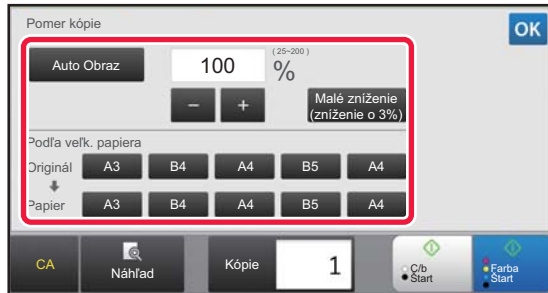 Pomer kópie
OK
Auto Obraz
100
(25~200)
%
−
+
Malé zníženie
(zníženie o 3%)
Podľa veľk. papiera
Originál
A3
B4
A4
B5
A4
Papier
A3
B4
A4
B5
A4
CA
Náhľad
Kópie
1
Č/b
Štart
Farba
Štart